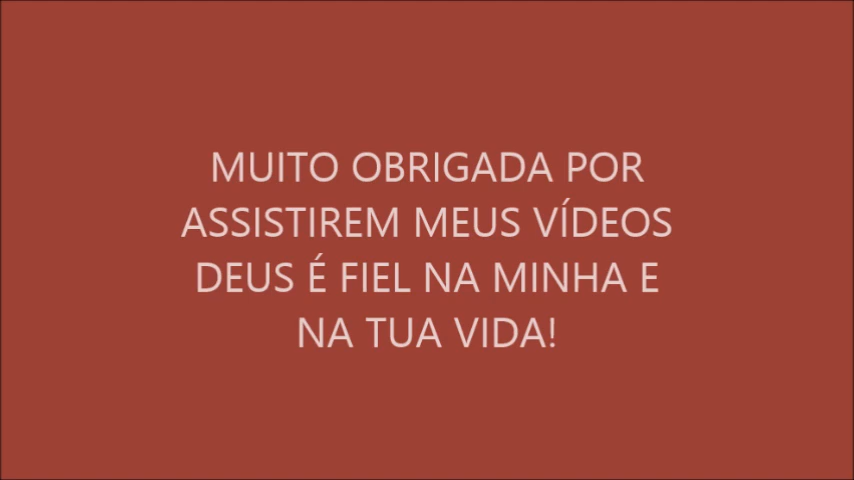 MUITO OBRIGADA POR
ASSISTIREM MEUS VÍDEOS
DEUS É FIEL NA MINHA E
NA TUA VIDA!